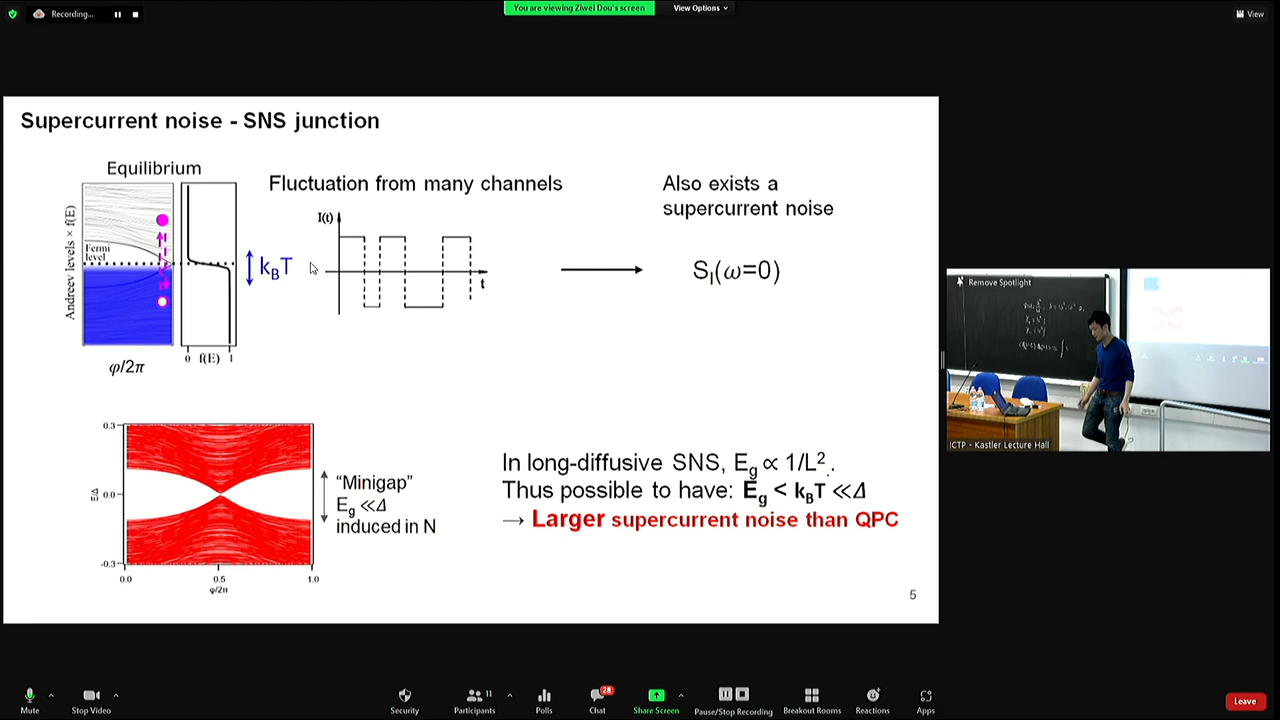 Recording...
You are viewing Ziwei Dou's screen
View Options
View
Supercurrent noise - SNS junction
Equilibrium
Andreev levels × f(E)
Fermi
level
φ/2π
0 f(E) 1
k_BT
Fluctuation from many channels
I(t)
t
Also exists a
supercurrent noise
S_I(ω=0)
0.3
E/Δ
0.0
-0.3
0.0 0.5 1.0
φ/2π
“Minigap”
E_g ≪Δ
induced in N
In long-diffusive SNS, E_g ∝ 1/L².
Thus possible to have: E_g < k_BT ≪Δ
→ Larger supercurrent noise than QPC
5
Remove Spotlight
ICTP - Kastler Lecture Hall
Mute
Stop Video
Security
Participants
11
Polls
Chat
28
Share Screen
Pause/Stop Recording
Breakout Rooms
Reactions
Apps
Leave